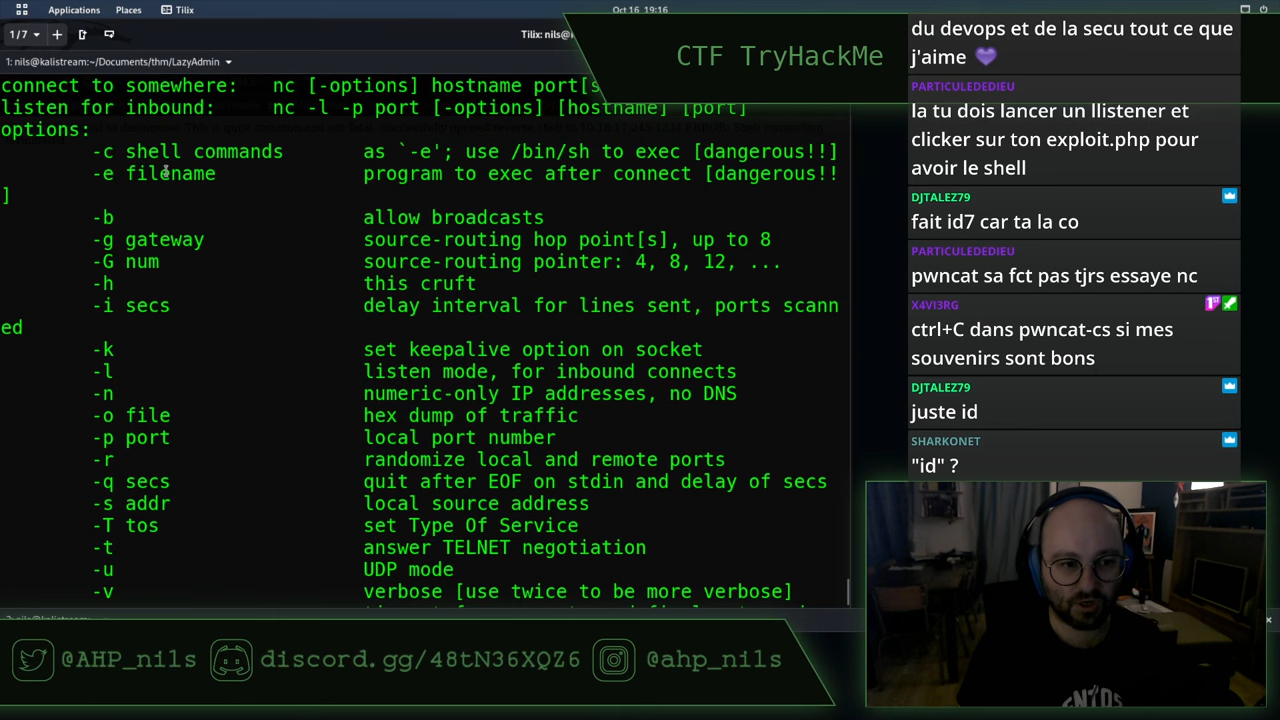 Applications Places Tilix
Oct 16 19:16
1/7
Tilix: nils@
1: nils@kalistream:~/Documents/thm/LazyAdmin
CTF TryHackMe
connect to somewhere: nc [-options] hostname port[s
listen for inbound: nc -l -p port [-options] [hostname] [port]
options:
-c shell commands as `-e'; use /bin/sh to exec [dangerous!!]
-e filename program to exec after connect [dangerous!!
]
-b allow broadcasts
-g gateway source-routing hop point[s], up to 8
-G num source-routing pointer: 4, 8, 12, ...
-h this cruft
-i secs delay interval for lines sent, ports scann
ed
-k set keepalive option on socket
-l listen mode, for inbound connects
-n numeric-only IP addresses, no DNS
-o file hex dump of traffic
-p port local port number
-r randomize local and remote ports
-q secs quit after EOF on stdin and delay of secs
-s addr local source address
-T tos set Type Of Service
-t answer TELNET negotiation
-u UDP mode
-v verbose [use twice to be more verbose]
du devops et de la secu tout ce que
j'aime 💜
PARTICULEDEDIEU
la tu dois lancer un llistener et
clicker sur ton exploit.php pour
avoir le shell
DJTALEZ79
fait id7 car ta la co
PARTICULEDEDIEU
pwncat sa fct pas tjrs essaye nc
X4VI3RG
ctrl+C dans pwncat-cs si mes
souvenirs sont bons
DJTALEZ79
juste id
SHARKONET
"id" ?
@AHP_nils discord.gg/48tN36XQZ6 @ahp_nils